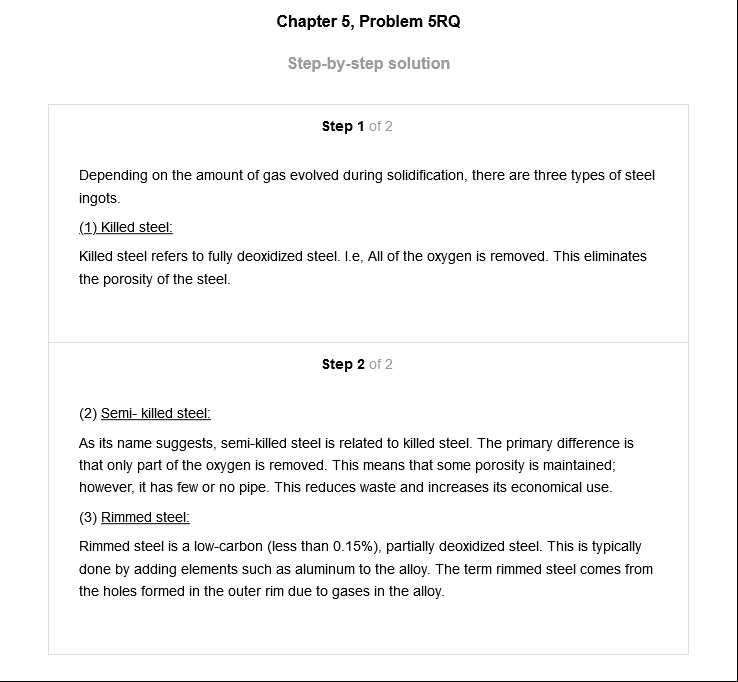 Chapter 5, Problem 5RQ
Step-by-step solution
Step 1 of 2
Depending on the amount of gas evolved during solidification, there are three types of steel
ingots.
(1) Killed steel:
Killed steel refers to fully deoxidized steel. I.e, All of the oxygen is removed. This eliminates
the porosity of the steel.
Step 2 of 2
(2) Semi- killed steel:
As its name suggests, semi-killed steel is related to killed steel. The primary difference is
that only part of the oxygen is removed. This means that some porosity is maintained;
however, it has few or no pipe. This reduces waste and increases its economical use.
(3) Rimmed steel:
Rimmed steel is a low-carbon (less than 0.15%), partially deoxidized steel. This is typically
done by adding elements such as aluminum to the alloy. The term rimmed steel comes from
the holes formed in the outer rim due to gases in the alloy.